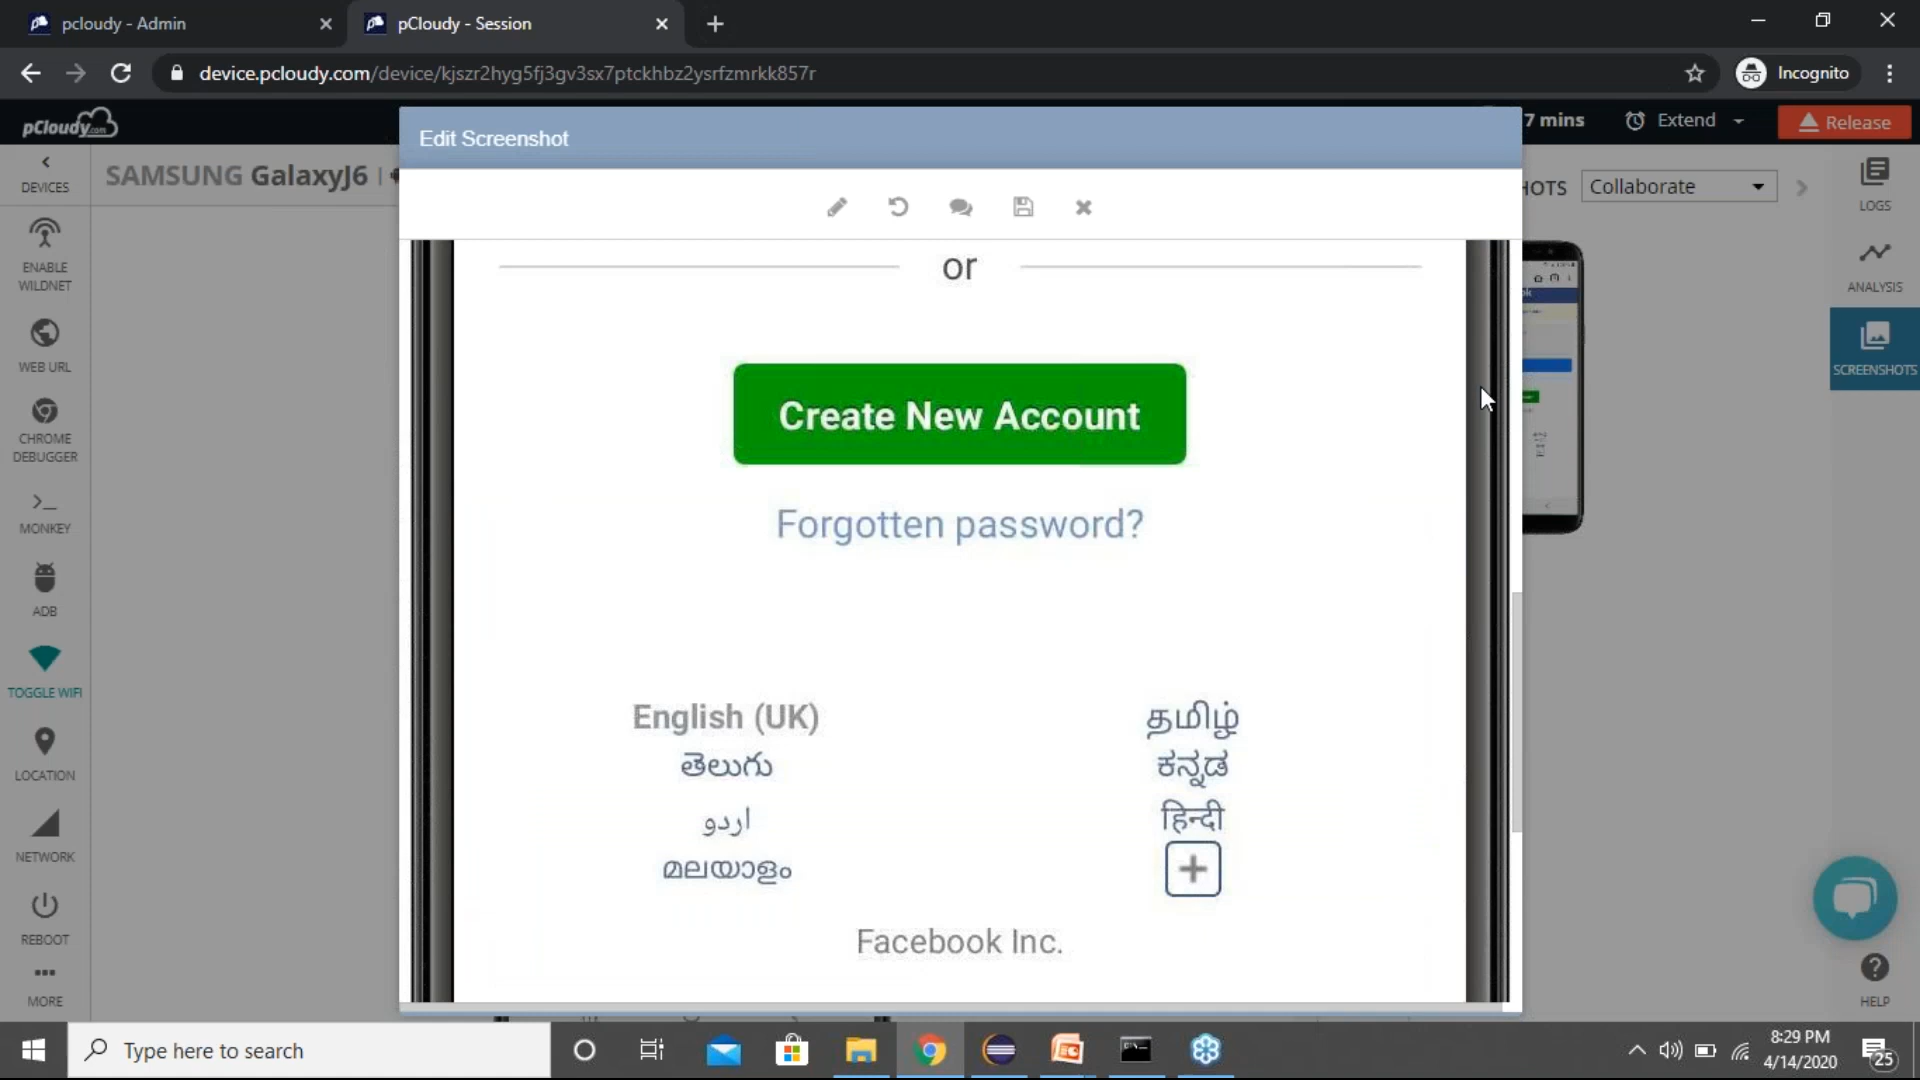 pcloudy - Admin
pCloudy - Session
device.pcloudy.com/device/kjszr2hyg5fj3gv3sx7ptckhbz2ysrfzmrkk857r
Incognito
pCloudy.com
Edit Screenshot
7 mins
Extend
Release
DEVICES
SAMSUNG GalaxyJ6 |
HOTS
Collaborate
LOGS
ENABLE
WILDNET
ANALYSIS
WEB URL
SCREENSHOTS
CHROME
DEBUGGER
MONKEY
ADB
TOGGLE WIFI
LOCATION
NETWORK
REBOOT
MORE
or
Create New Account
Forgotten password?
English (UK)
தமிழ்
తెలుగు
ಕನ್ನಡ
اردو
हिन्दी
മലയാളം
+
Facebook Inc.
HELP
Type here to search
8:29 PM
4/14/2020
25